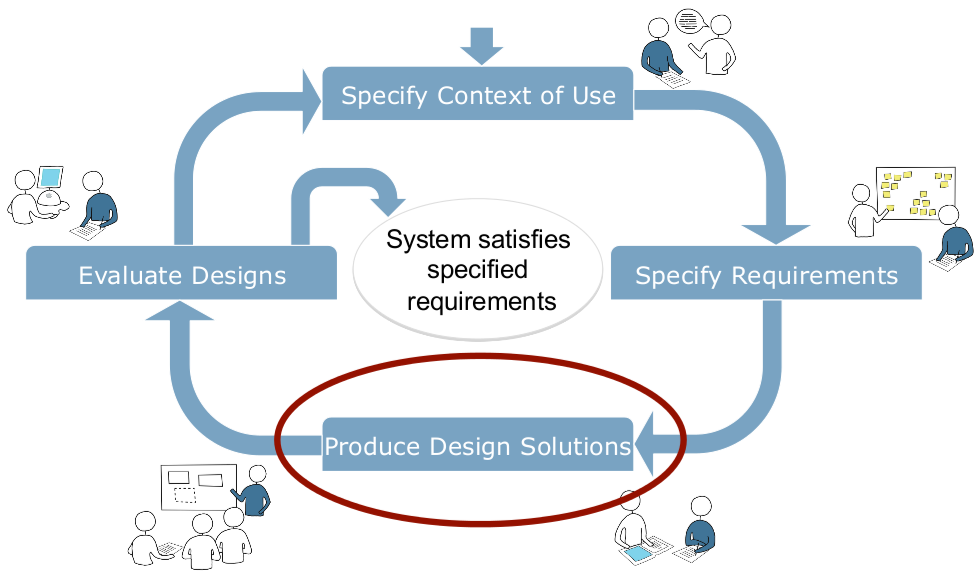 Specify Context of Use
System satisfies
specified
requirements
Evaluate Designs
Specify Requirements
Produce Design Solutions